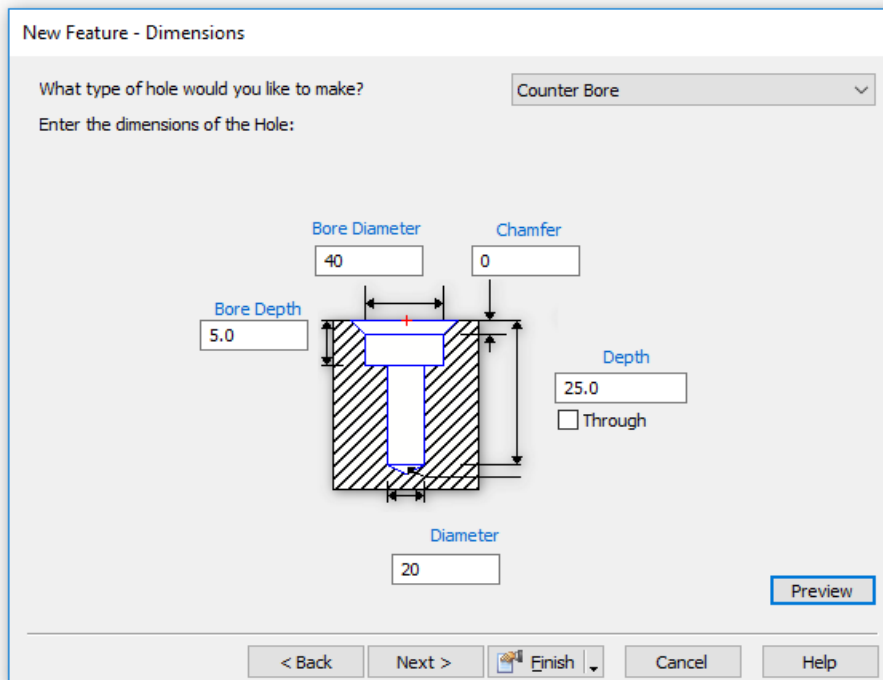 New Feature - Dimensions
What type of hole would you like to make? Counter Bore
Enter the dimensions of the Hole:
Bore Diameter Chamfer
40 0
Bore Depth
5.0
Depth
25.0
Through
Diameter
20
Preview
< Back Next > Finish Cancel Help